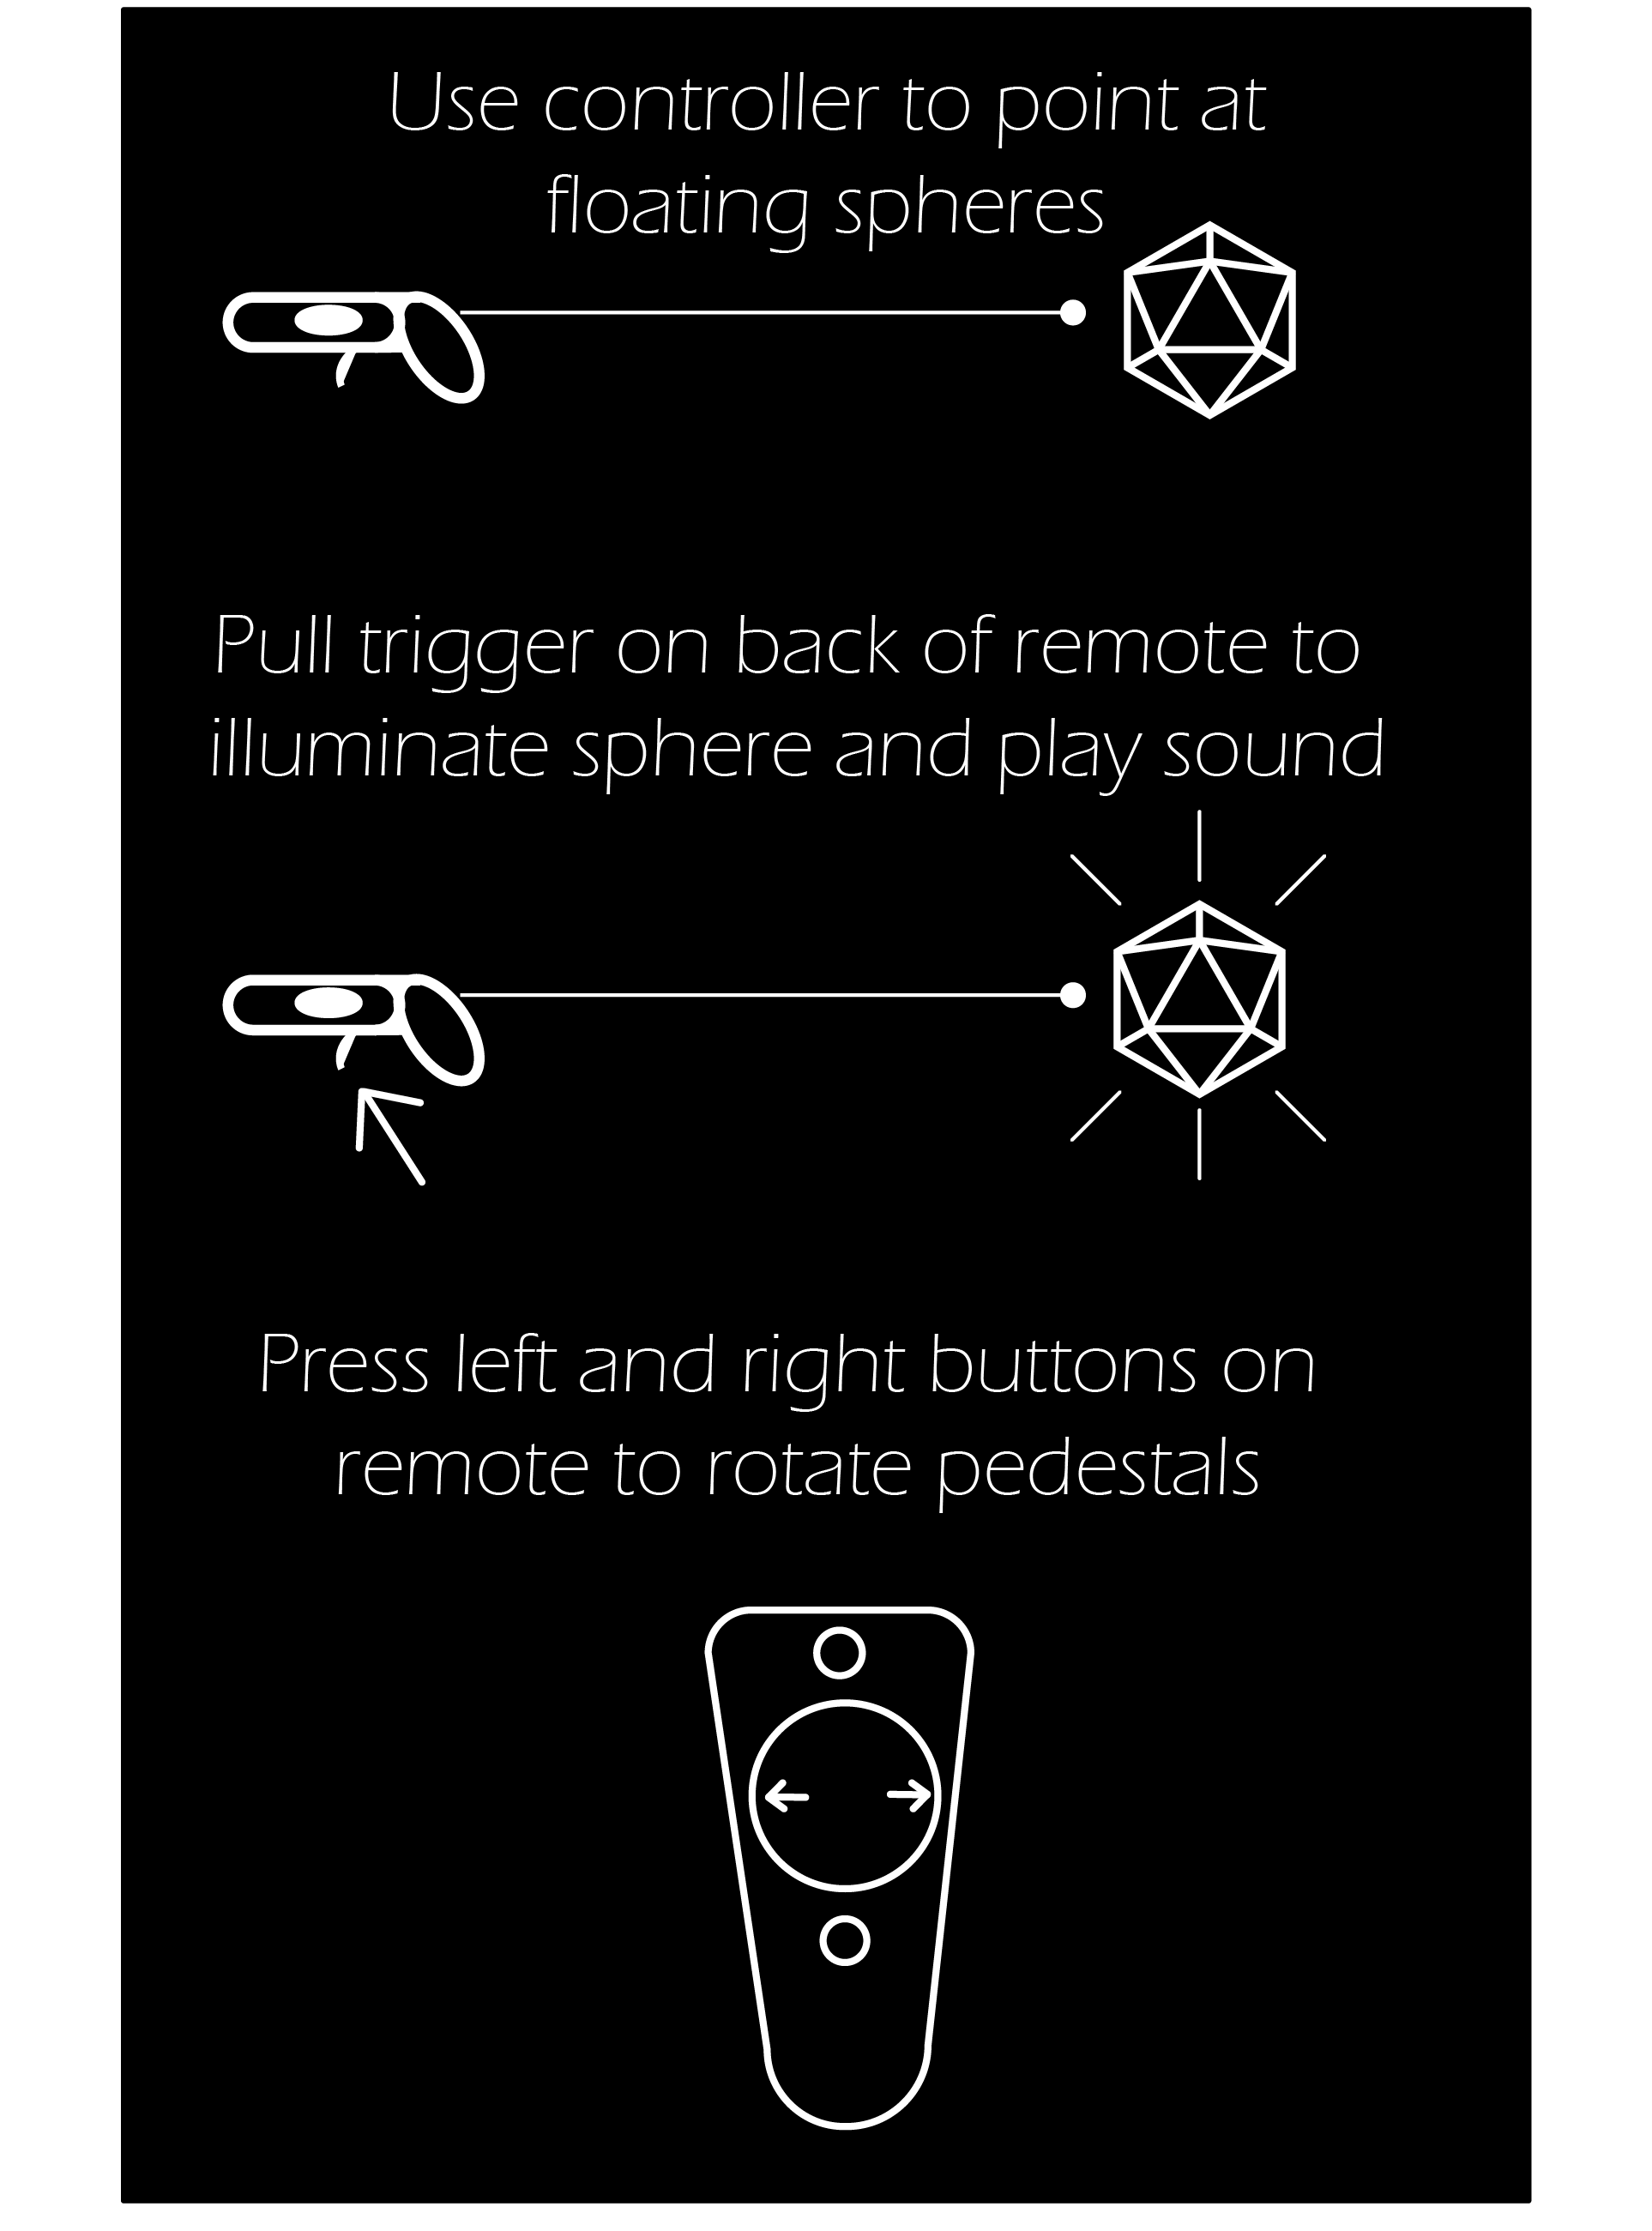 Use controller to point at
floating spheres
Pull trigger on back of remote to
illuminate sphere and play sound
Press left and right buttons on
remote to rotate pedestals